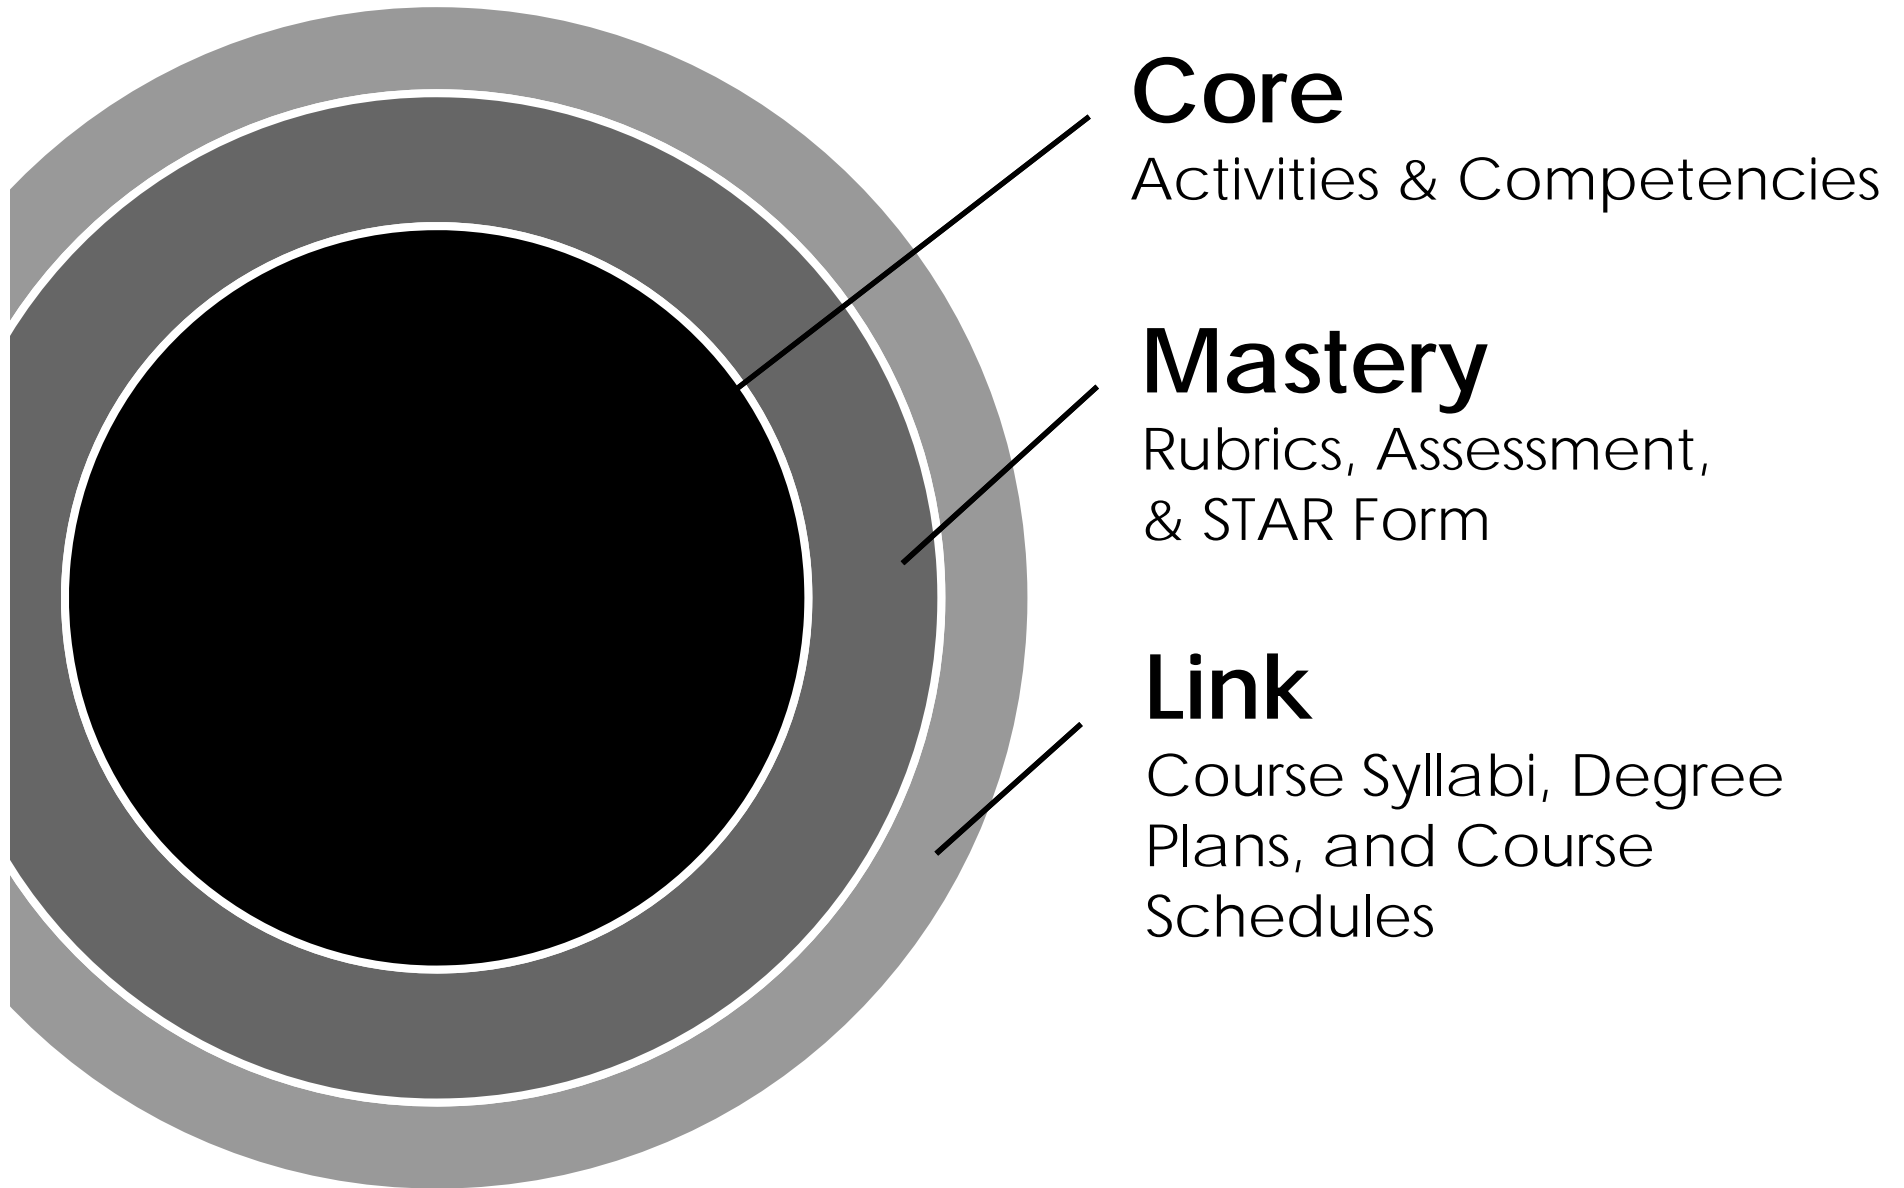 Core
Activities & Competencies
Mastery
Rubrics, Assessment,
& STAR Form
Link
Course Syllabi, Degree
Plans, and Course
Schedules